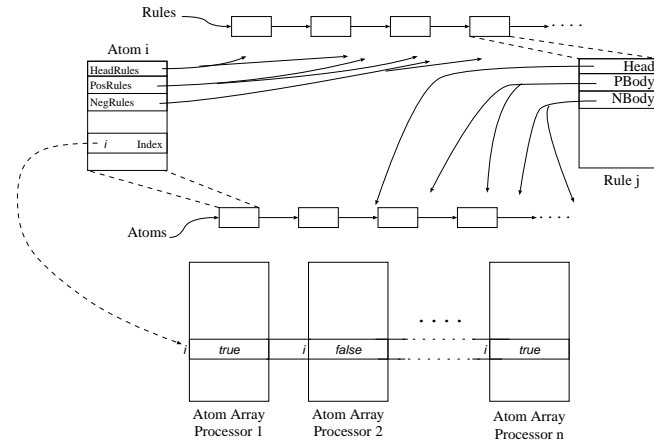 Rules
Atom i
HeadRules
PosRules
NegRules
i Index
Head
PBody
NBody
Rule j
Atoms
i true i false i true
Atom Array Processor 1
Atom Array Processor 2
Atom Array Processor n